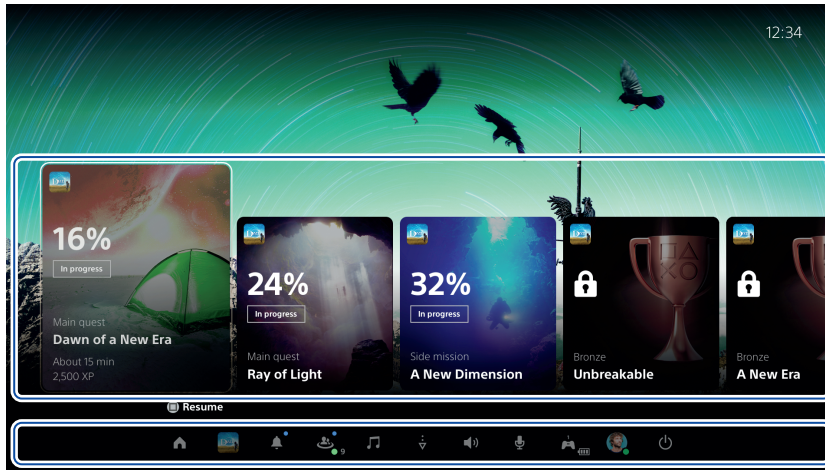 12:34
16%
In progress
Main quest
Dawn of a New Era
About 15 min
2,500 XP
24%
In progress
Main quest
Ray of Light
32%
In progress
Side mission
A New Dimension
Bronze
Unbreakable
Bronze
A New Era
Resume
9